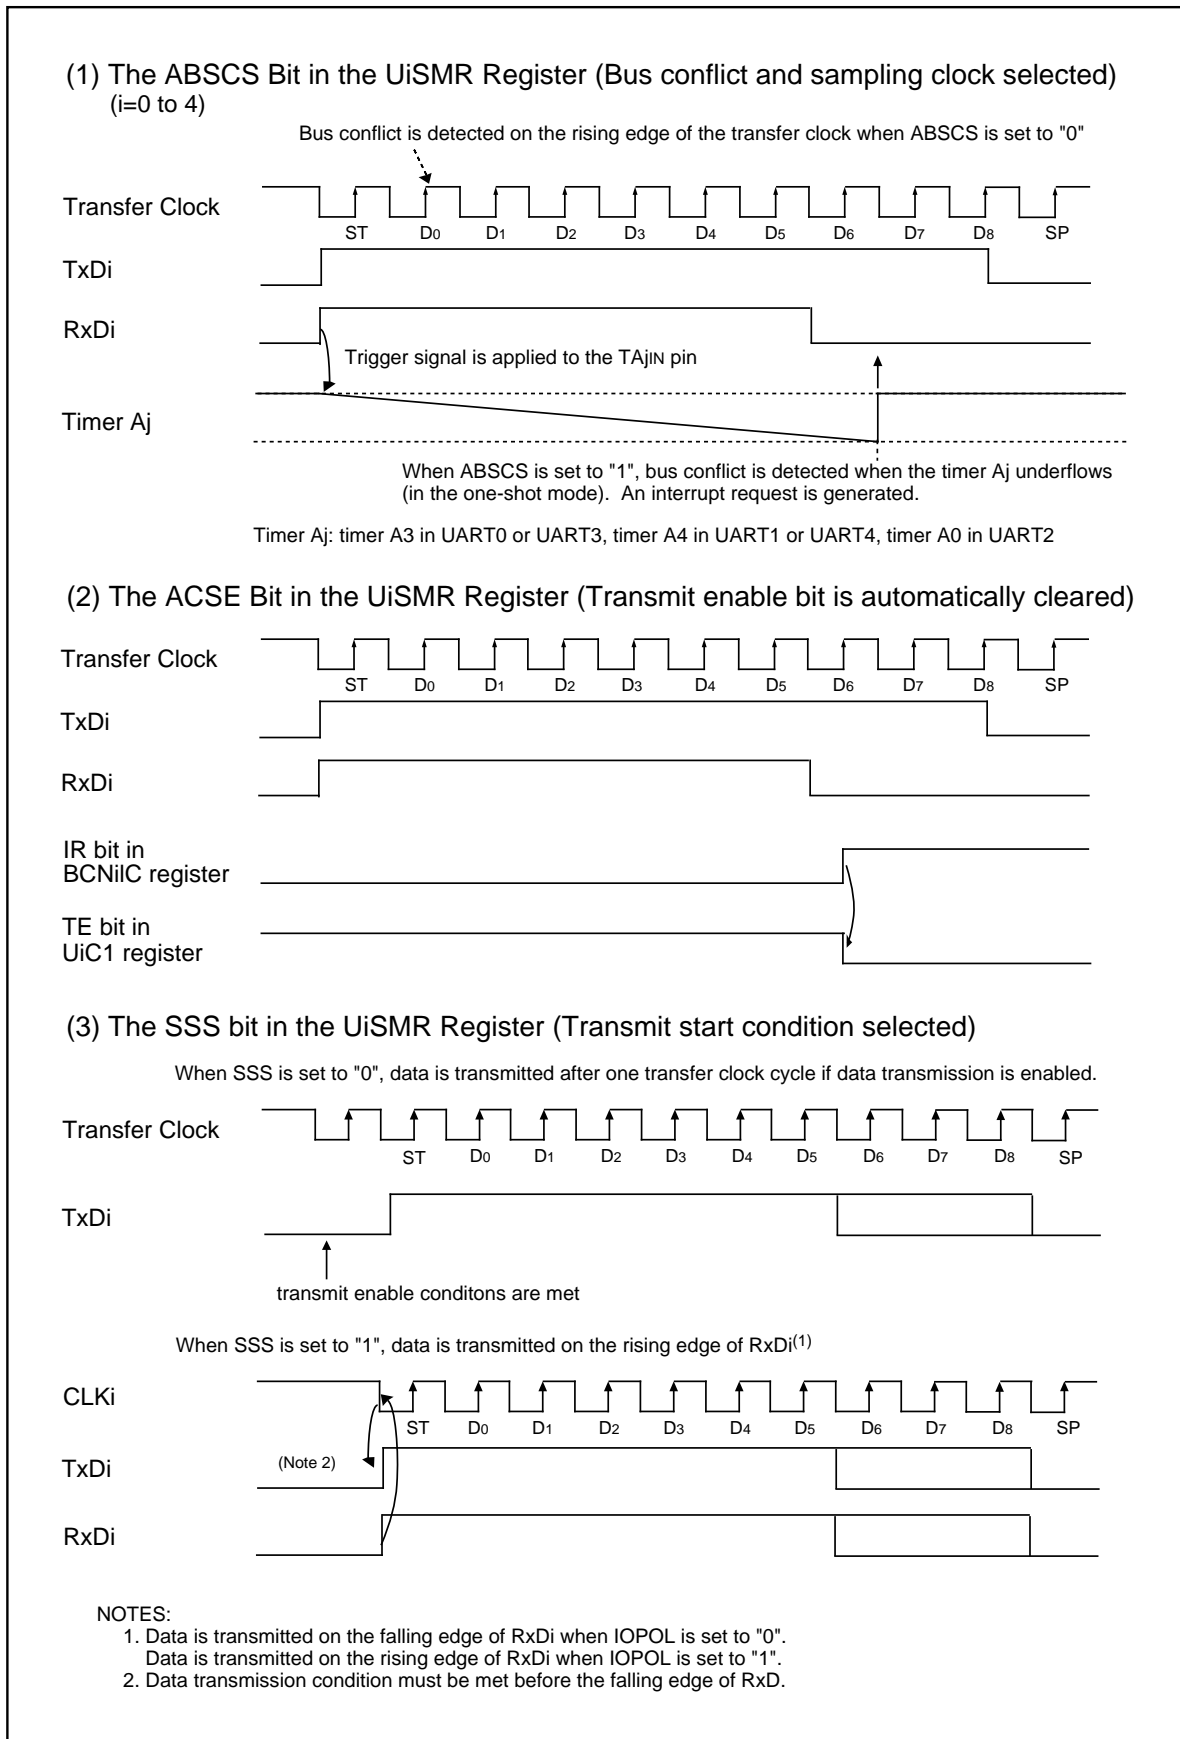 (1) The ABSCS Bit in the UiSMR Register (Bus conflict and sampling clock selected)
(i=0 to 4)
Bus conflict is detected on the rising edge of the transfer clock when ABSCS is set to "0"
Transfer Clock
ST D0 D1 D2 D3 D4 D5 D6 D7 D8 SP
TxDi
RxDi
Trigger signal is applied to the TAjIN pin
Timer Aj
When ABSCS is set to "1", bus conflict is detected when the timer Aj underflows
(in the one-shot mode). An interrupt request is generated.
Timer Aj: timer A3 in UART0 or UART3, timer A4 in UART1 or UART4, timer A0 in UART2
(2) The ACSE Bit in the UiSMR Register (Transmit enable bit is automatically cleared)
Transfer Clock
ST D0 D1 D2 D3 D4 D5 D6 D7 D8 SP
TxDi
RxDi
IR bit in
BCNiIC register
TE bit in
UiC1 register
(3) The SSS bit in the UiSMR Register (Transmit start condition selected)
When SSS is set to "0", data is transmitted after one transfer clock cycle if data transmission is enabled.
Transfer Clock
ST D0 D1 D2 D3 D4 D5 D6 D7 D8 SP
TxDi
transmit enable conditons are met
When SSS is set to "1", data is transmitted on the rising edge of RxDi(1)
CLKi
ST D0 D1 D2 D3 D4 D5 D6 D7 D8 SP
TxDi
(Note 2)
RxDi
NOTES:
1. Data is transmitted on the falling edge of RxDi when IOPOL is set to "0".
Data is transmitted on the rising edge of RxDi when IOPOL is set to "1".
2. Data transmission condition must be met before the falling edge of RxD.